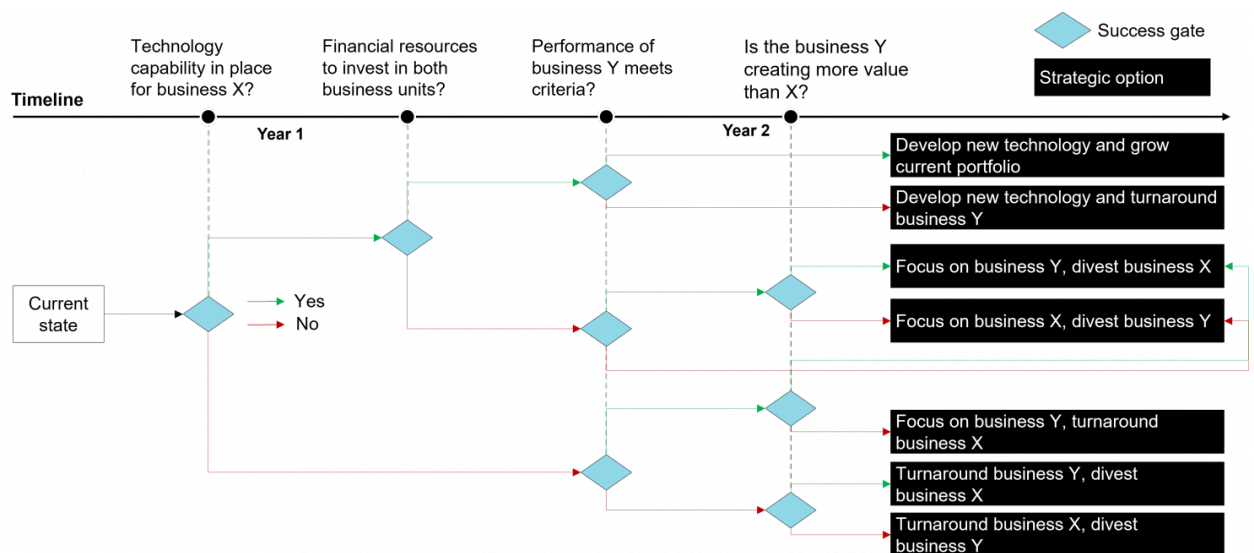 Technology
capability in place
for business X?
Financial resources
to invest in both
business units?
Performance of
business Y meets
criteria?
Is the business Y
creating more value
than X?
Success gate
Strategic option
Timeline
Year 1
Year 2
Develop new technology and grow
current portfolio
Develop new technology and turnaround
business Y
Focus on business Y, divest business X
Current
state
Yes
No
Focus on business X, divest business Y
Focus on business Y, turnaround
business X
Turnaround business Y, divest
business X
Turnaround business X, divest
business Y